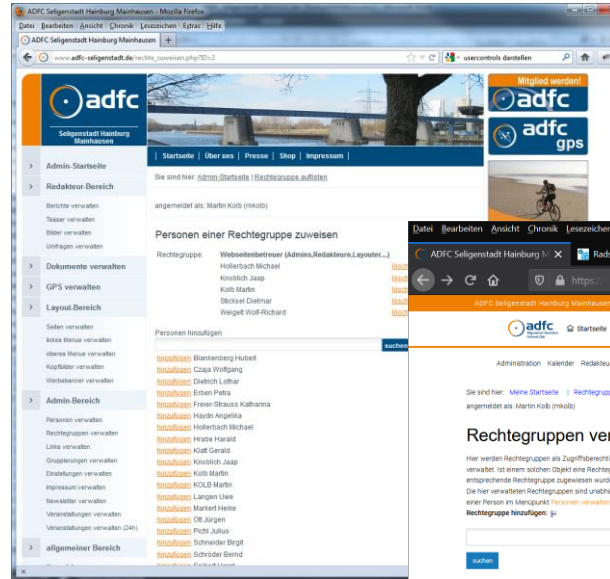 ADFC Seligenstadt Hainburg Mainhausen - Mozilla Firefox
Datei Bearbeiten Ansicht Chronik Lesezeichen Extras Hilfe
ADFC Seligenstadt Hainburg Mainhausen +
www.adfc-seligenstadt.de/rechte_zuweisen.php?ID=2
usercontrols darstellen
adfc
Seligenstadt Hainburg
Mainhausen
Mitglied werden!
adfc
adfc
gps
| Startseite | Über uns | Presse | Shop | Impressum |
Sie sind hier: Admin-Startseite | Rechtegruppe auflisten
angemeldet als: Martin Kolb (mkolb)
> Admin-Startseite
> Redakteur-Bereich
Berichte verwalten
Teaser verwalten
Bilder verwalten
Umfragen verwalten
> Dokumente verwalten
> GPS verwalten
> Layout-Bereich
Seiten verwalten
linkes Menue verwalten
oberes Menue verwalten
Kopfbilder verwalten
Werbebanner verwalten
> Admin-Bereich
Personen verwalten
Rechtegruppen verwalten
Links verwalten
Gruppierungen verwalten
Einstellungen verwalten
Impressum verwalten
Newsletter verwalten
Veranstaltungen verwalten
Veranstaltungen verwalten (24h)
> allgemeiner Bereich
Personen einer Rechtegruppe zuweisen
Rechtegruppe: Webseitenbetreuer (Admins,Redakteure,Layouter...)
Hollerbach Michael
Knoblich Jaap
Kolb Martin
Sticksel Dietmar
Weigelt Wolf-Richard
Personen hinzufügen
suchen
hinzufügen Blankenberg Hubert
hinzufügen Czaja Wolfgang
hinzufügen Dietrich Lothar
hinzufügen Erben Petra
hinzufügen Freier-Strauss Katharina
hinzufügen Haydn Angelika
hinzufügen Hollerbach Michael
hinzufügen Hrabe Harald
hinzufügen Klatt Gerald
hinzufügen Knoblich Jaap
hinzufügen Kolb Martin
hinzufügen KOLB Martin
hinzufügen Langen Uwe
hinzufügen Markert Heike
hinzufügen Ott Jürgen
hinzufügen Pichl Julius
hinzufügen Schneider Birgit
hinzufügen Schröder Bernd
Datei Bearbeiten Ansicht Chronik Lesezeichen
ADFC Seligenstadt Hainburg M
Rads
https:/
ADFC Seligenstadt Hainburg Mainhausen
adfc
Startseite
Administration Kalender Redakteu
Sie sind hier: Meine Startseite | Rechtegrupp
angemeldet als: Martin Kolb (mkolb)
Rechtegruppen ver
Hier werden Rechtegruppen als Zugriffsberechti
verwaltet. Ist einem solchen Objekt eine Rechteg
entsprechende Rechtegruppe zugewiesen wurde
Die hier verwalteten Rechtegruppen sind unabhä
einer Person im Menüpunkt Personen verwalten
Rechtegruppe hinzufügen:
suchen